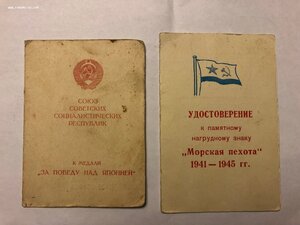 СОЮЗ
СОВЕТСКИХ
СОЦИАЛИСТИЧЕСКИХ
РЕСПУБЛИК
К МЕДАЛИ
„ЗА ПОБЕДУ НАД ЯПОНИЕЙ“
УДОСТОВЕРЕНИЕ
к памятному
нагрудному знаку
„Морская пехота“
1941—1945 гг.